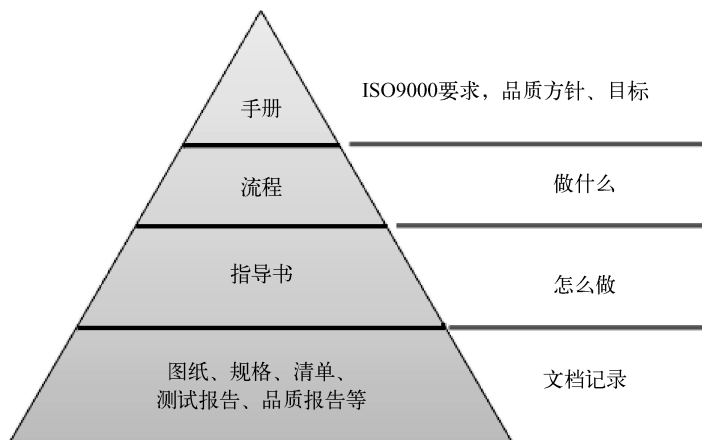 手册
ISO9000要求，品质方针、目标
流程
做什么
指导书
怎么做
图纸、规格、清单、
测试报告、品质报告等
文档记录